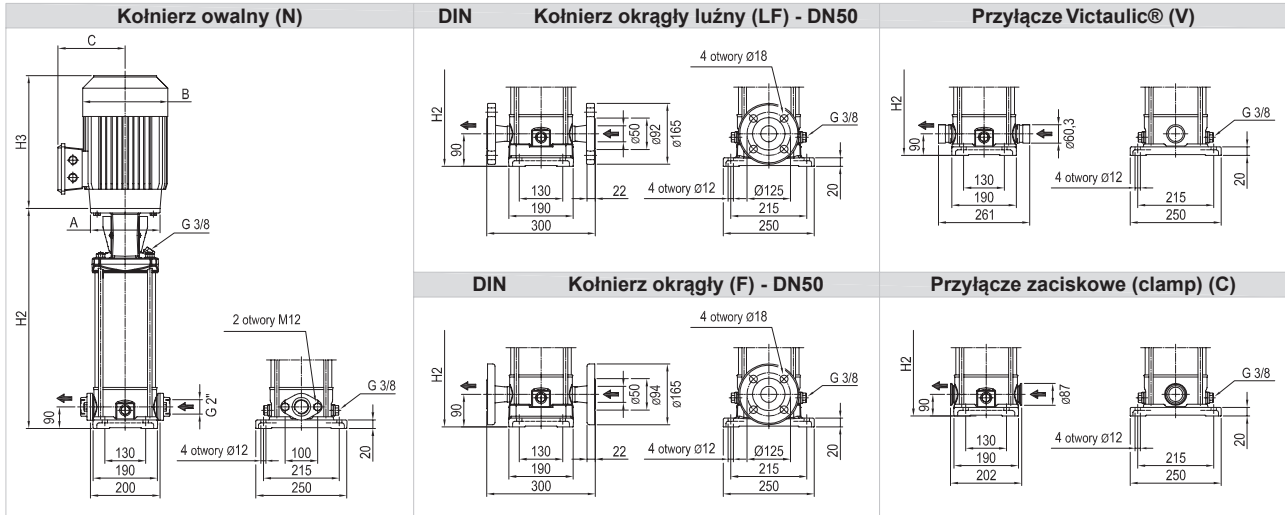 Kołnierz owalny (N)
C
B
H3
A
G 3/8
H2
2 otwory M12
G 3/8
G 2"
90
20
4 otwory Ø12
130
190
200
100
215
250
DIN Kołnierz okrągły luźny (LF) - DN50
4 otwory Ø18
H2
G 3/8
90
ø50
ø92
ø165
20
130
22
4 otwory Ø12
Ø125
190
215
300
250
DIN Kołnierz okrągły (F) - DN50
4 otwory Ø18
H2
G 3/8
90
ø50
ø94
ø165
20
130
22
4 otwory Ø12
Ø125
190
215
300
250
Przyłącze Victaulic® (V)
H2
G 3/8
90
ø60,3
20
130
4 otwory Ø12
190
215
261
250
Przyłącze zaciskowe (clamp) (C)
H2
G 3/8
90
ø87
20
130
4 otwory Ø12
190
215
202
250